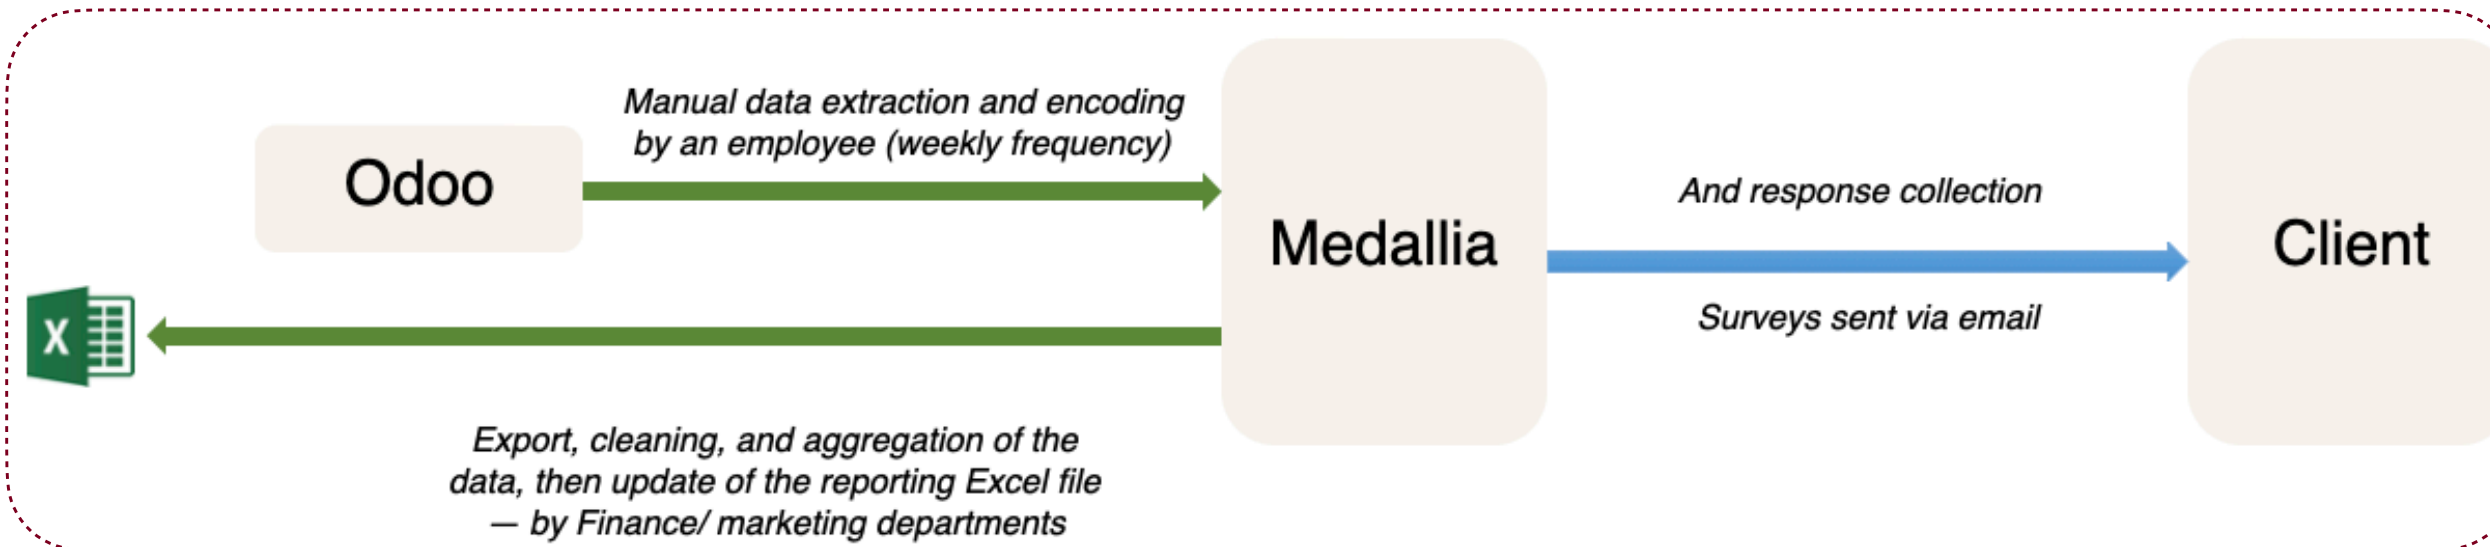 Manual data extraction and encoding
by an employee (weekly frequency)
Odoo
And response collection
Medallia
Client
Surveys sent via email
X
Export, cleaning, and aggregation of the
data, then update of the reporting Excel file
— by Finance/ marketing departments